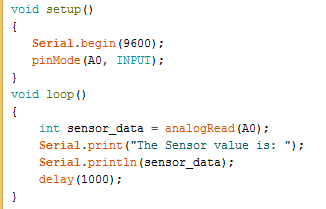 void setup()
{
Serial.begin(9600);
pinMode(A0, INPUT);
}
void loop()
{
int sensor_data = analogRead(A0);
Serial.print("The Sensor value is: ");
Serial.println(sensor_data);
delay(1000);
}